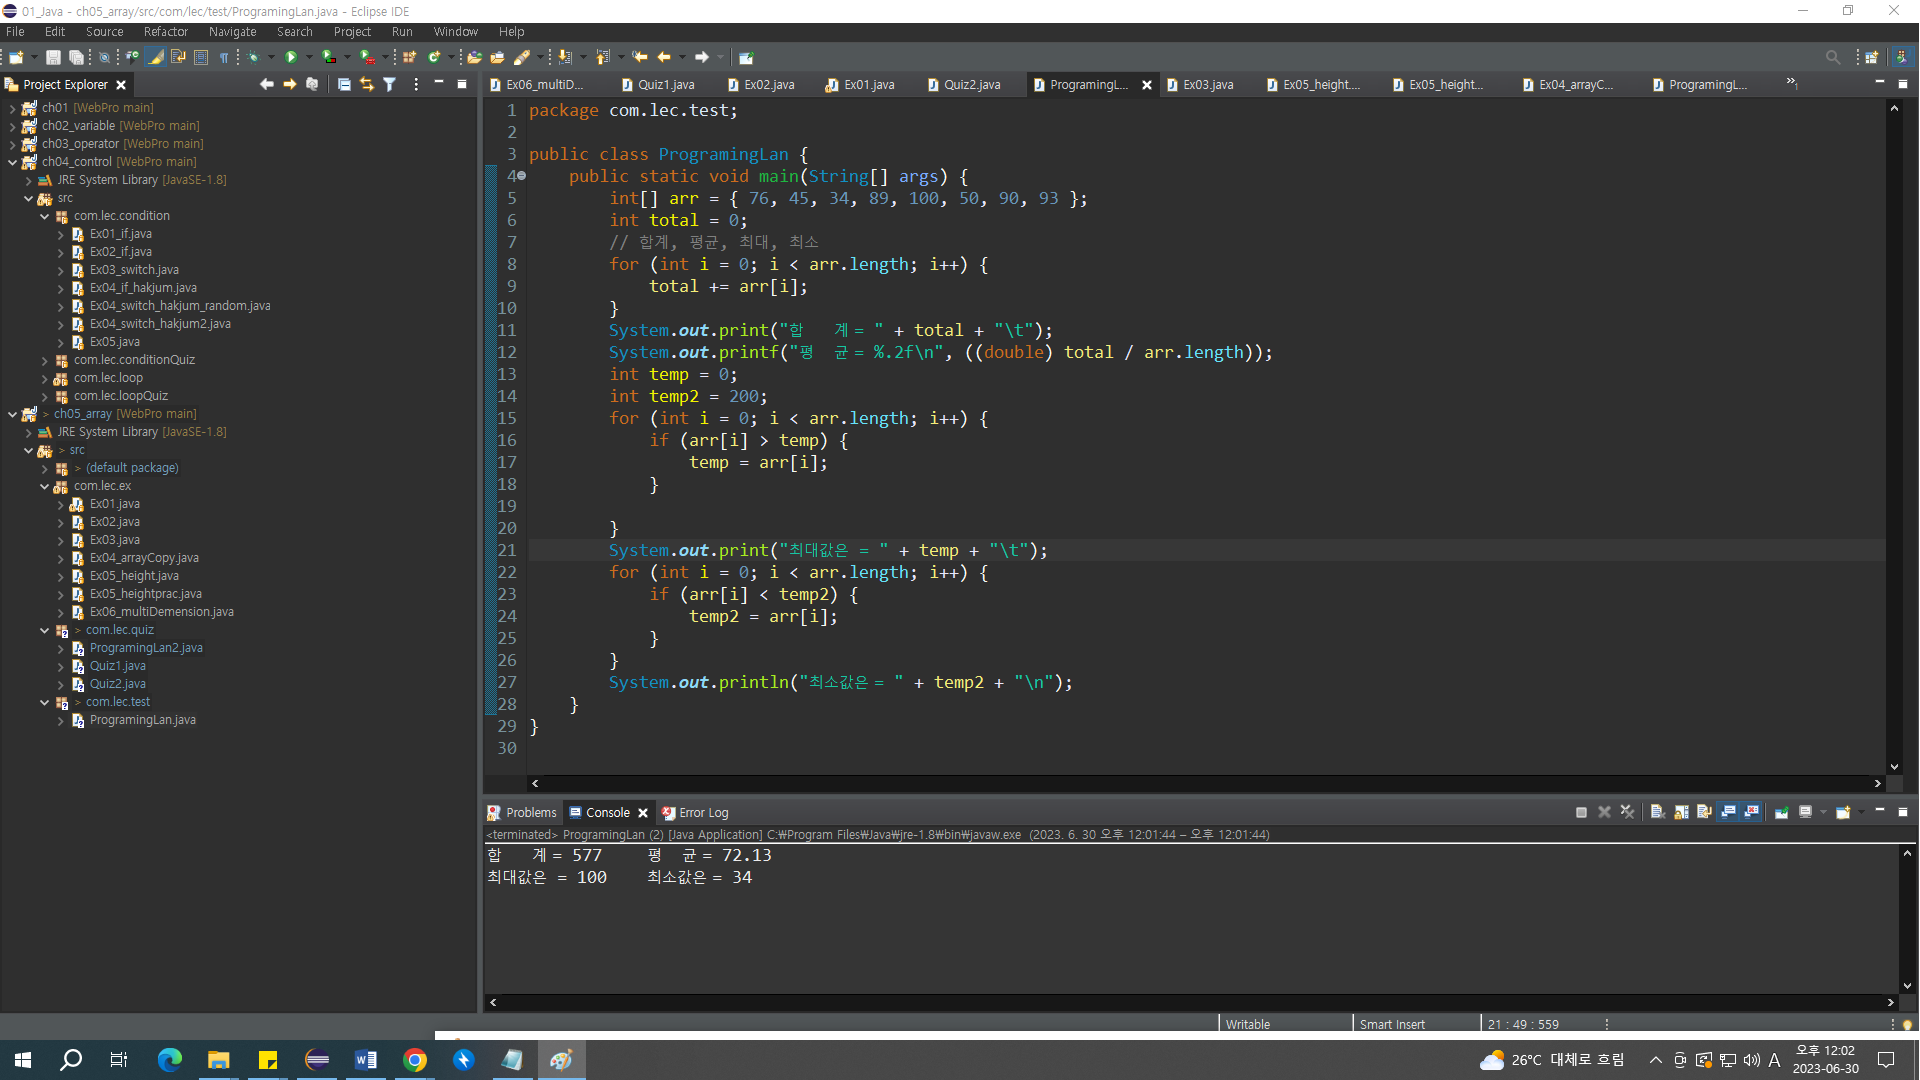 01_Java - ch05_array/src/com/lec/test/ProgramingLan.java - Eclipse IDE
File Edit Source Refactor Navigate Search Project Run Window Help
Project Explorer
ch01 [WebPro main]
ch02_variable [WebPro main]
ch03_operator [WebPro main]
ch04_control [WebPro main]
JRE System Library [JavaSE-1.8]
src
com.lec.condition
Ex01_if.java
Ex02_if.java
Ex03_switch.java
Ex04_if_hakjum.java
Ex04_switch_hakjum_random.java
Ex04_switch_hakjum2.java
Ex05.java
com.lec.conditionQuiz
com.lec.loop
com.lec.loopQuiz
> ch05_array [WebPro main]
JRE System Library [JavaSE-1.8]
> src
> (default package)
com.lec.ex
Ex01.java
Ex02.java
Ex03.java
Ex04_arrayCopy.java
Ex05_height.java
Ex05_heightprac.java
Ex06_multiDemension.java
> com.lec.quiz
ProgramingLan2.java
Quiz1.java
Quiz2.java
> com.lec.test
ProgramingLan.java
Ex06_multiD... Quiz1.java Ex02.java Ex01.java Quiz2.java ProgramingL... Ex03.java Ex05_height... Ex05_height... Ex04_arrayC... ProgramingL... »1
1 package com.lec.test;
2
3 public class ProgramingLan {
4 public static void main(String[] args) {
5 int[] arr = { 76, 45, 34, 89, 100, 50, 90, 93 };
6 int total = 0;
7 // 합계, 평균, 최대, 최소
8 for (int i = 0; i < arr.length; i++) {
9 total += arr[i];
10 }
11 System.out.print("합   계 = " + total + "\t");
12 System.out.printf("평  균 = %.2f\n", ((double) total / arr.length));
13 int temp = 0;
14 int temp2 = 200;
15 for (int i = 0; i < arr.length; i++) {
16 if (arr[i] > temp) {
17 temp = arr[i];
18 }
19
20 }
21 System.out.print("최대값은 = " + temp + "\t");
22 for (int i = 0; i < arr.length; i++) {
23 if (arr[i] < temp2) {
24 temp2 = arr[i];
25 }
26 }
27 System.out.println("최소값은 = " + temp2 + "\n");
28 }
29 }
30
Problems Console Error Log
<terminated> ProgramingLan (2) [Java Application] C:₩Program Files₩Java₩jre-1.8₩bin₩javaw.exe (2023. 6. 30 오후 12:01:44 – 오후 12:01:44)
합   계 = 577 평  균 = 72.13
최대값은 = 100 최소값은 = 34
Writable Smart Insert 21 : 49 : 559
26°C 대체로 흐림 A 오후 12:02
2023-06-30